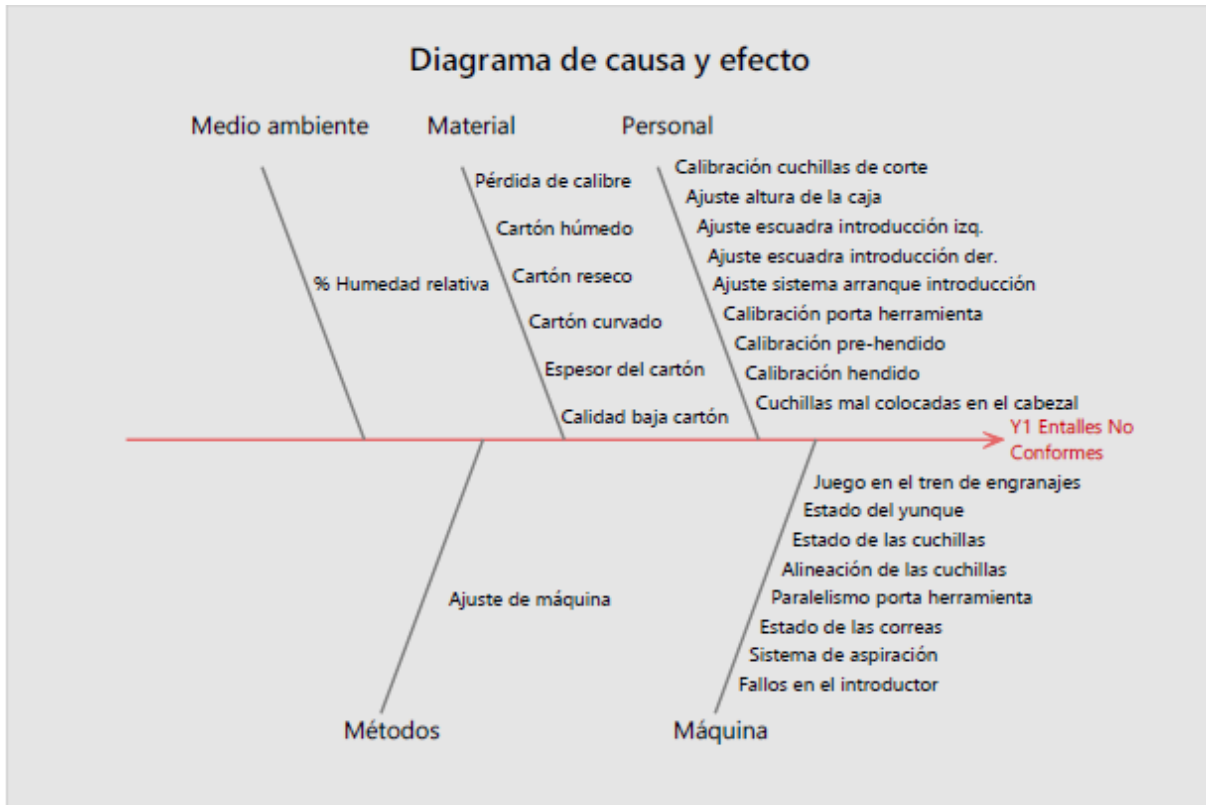 Diagrama de causa y efecto
Medio ambiente
Material
Personal
% Humedad relativa
Pérdida de calibre
Cartón húmedo
Cartón reseco
Cartón curvado
Espesor del cartón
Calidad baja cartón
Calibración cuchillas de corte
Ajuste altura de la caja
Ajuste escuadra introducción izq.
Ajuste escuadra introducción der.
Ajuste sistema arranque introducción
Calibración porta herramienta
Calibración pre-hendido
Calibración hendido
Cuchillas mal colocadas en el cabezal
Y1 Entalles No
Conformes
Ajuste de máquina
Juego en el tren de engranajes
Estado del yunque
Estado de las cuchillas
Alineación de las cuchillas
Paralelismo porta herramienta
Estado de las correas
Sistema de aspiración
Fallos en el introductor
Métodos
Máquina